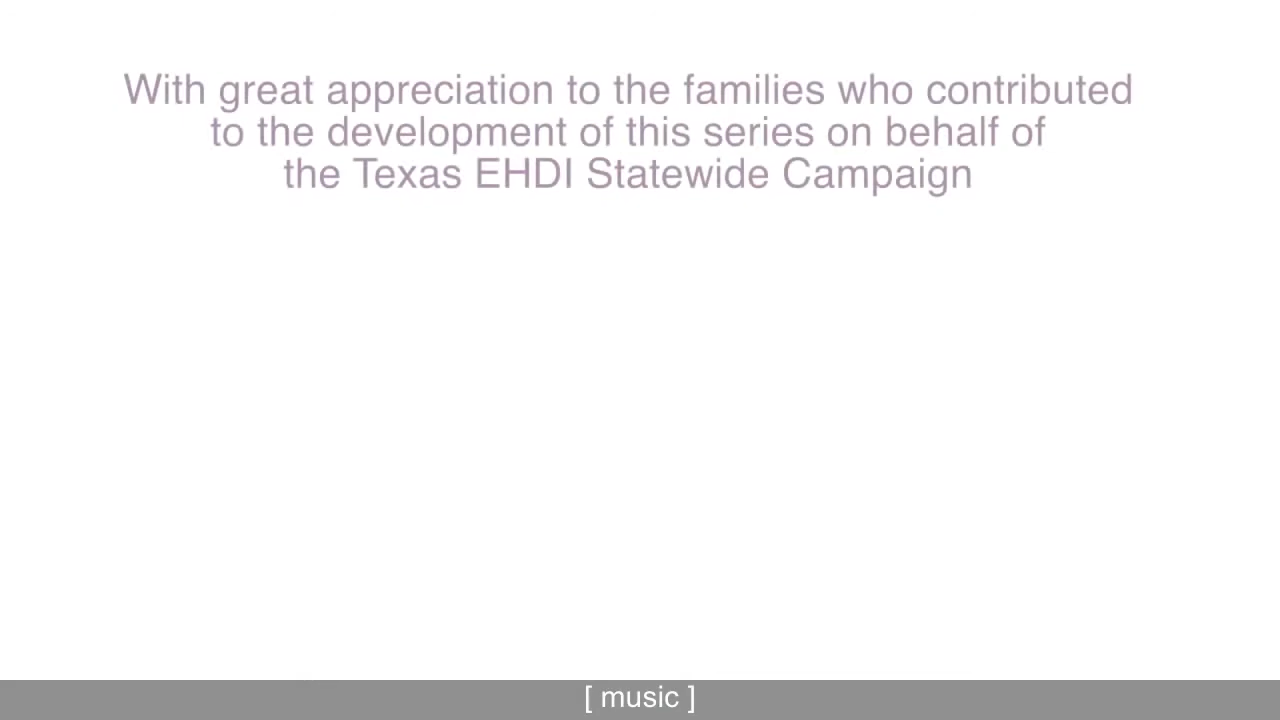 With great appreciation to the families who contributed
to the development of this series on behalf of
the Texas EHDI Statewide Campaign
[ music ]